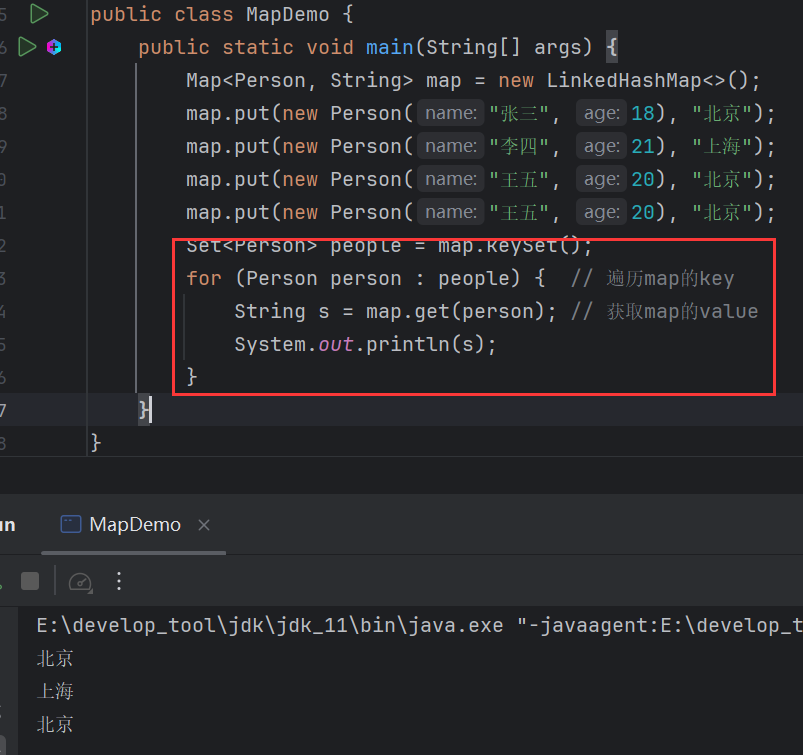 5 public class MapDemo {
6 public static void main(String[] args) {
7 Map<Person, String> map = new LinkedHashMap<>();
8 map.put(new Person( name: "张三", age: 18), "北京");
9 map.put(new Person( name: "李四", age: 21), "上海");
0 map.put(new Person( name: "王五", age: 20), "北京");
1 map.put(new Person( name: "王五", age: 20), "北京");
2 Set<Person> people = map.keySet();
3 for (Person person : people) { // 遍历map的key
4 String s = map.get(person); // 获取map的value
5 System.out.println(s);
6 }
7 }
8 }
un MapDemo
E:\develop_tool\jdk\jdk_11\bin\java.exe "-javaagent:E:\develop_t
北京
上海
北京